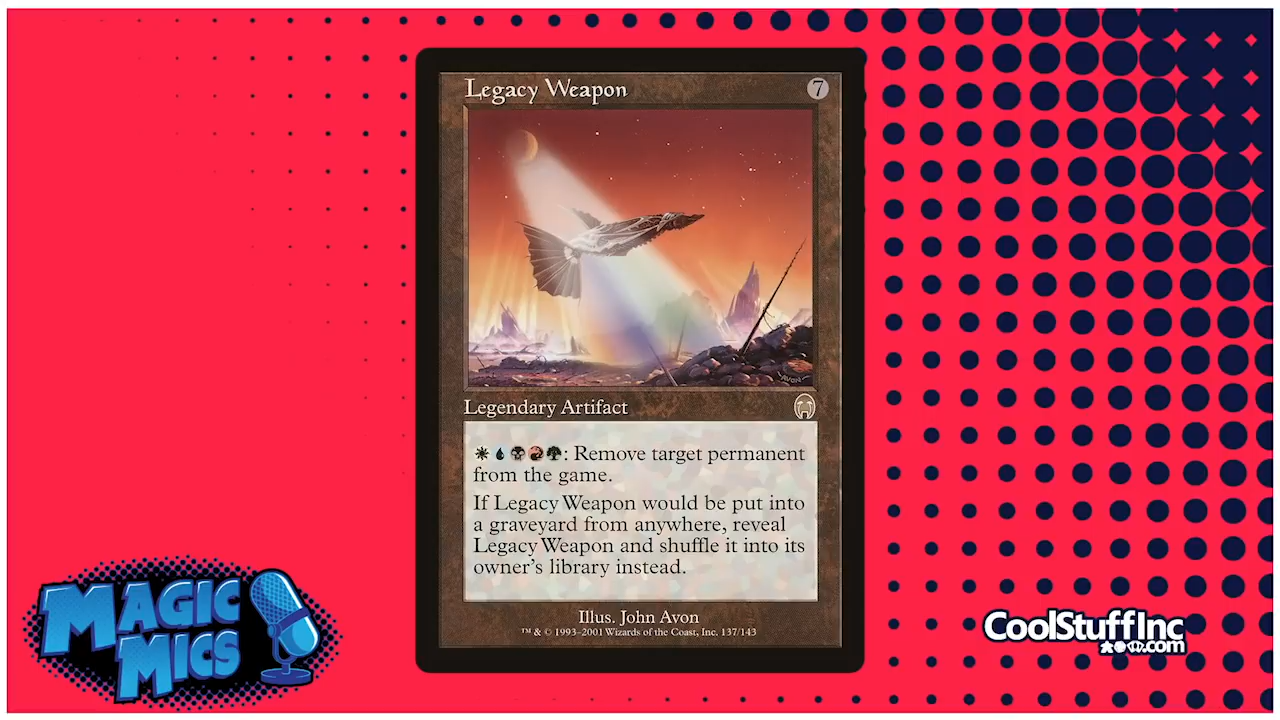 Legacy Weapon 7
Legendary Artifact
: Remove target permanent
from the game.
If Legacy Weapon would be put into
a graveyard from anywhere, reveal
Legacy Weapon and shuffle it into its
owner's library instead.
AVON
Illus. John Avon
™ & © 1993–2001 Wizards of the Coast, Inc. 137/143
MAGIC
MICS
CoolStuffInc
.com